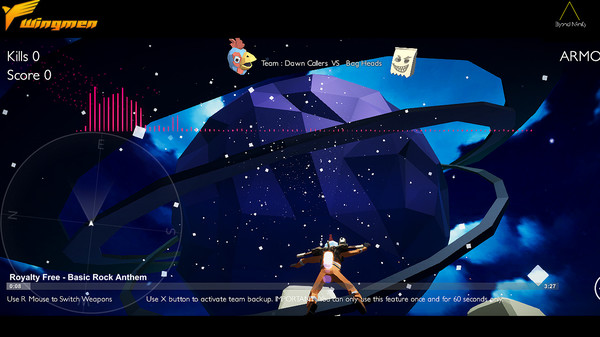 Wingmen
Beyond Mind's
Kills 0
Score 0
ARMO
Team : Dawn Callers VS . Bag Heads
E
N
S
Royalty Free - Basic Rock Anthem
0:08
3:27
Use R Mouse to Switch Weapons
Use X button to activate team backup. IMPORTANT: You can only use this feature once and for 60 seconds only.